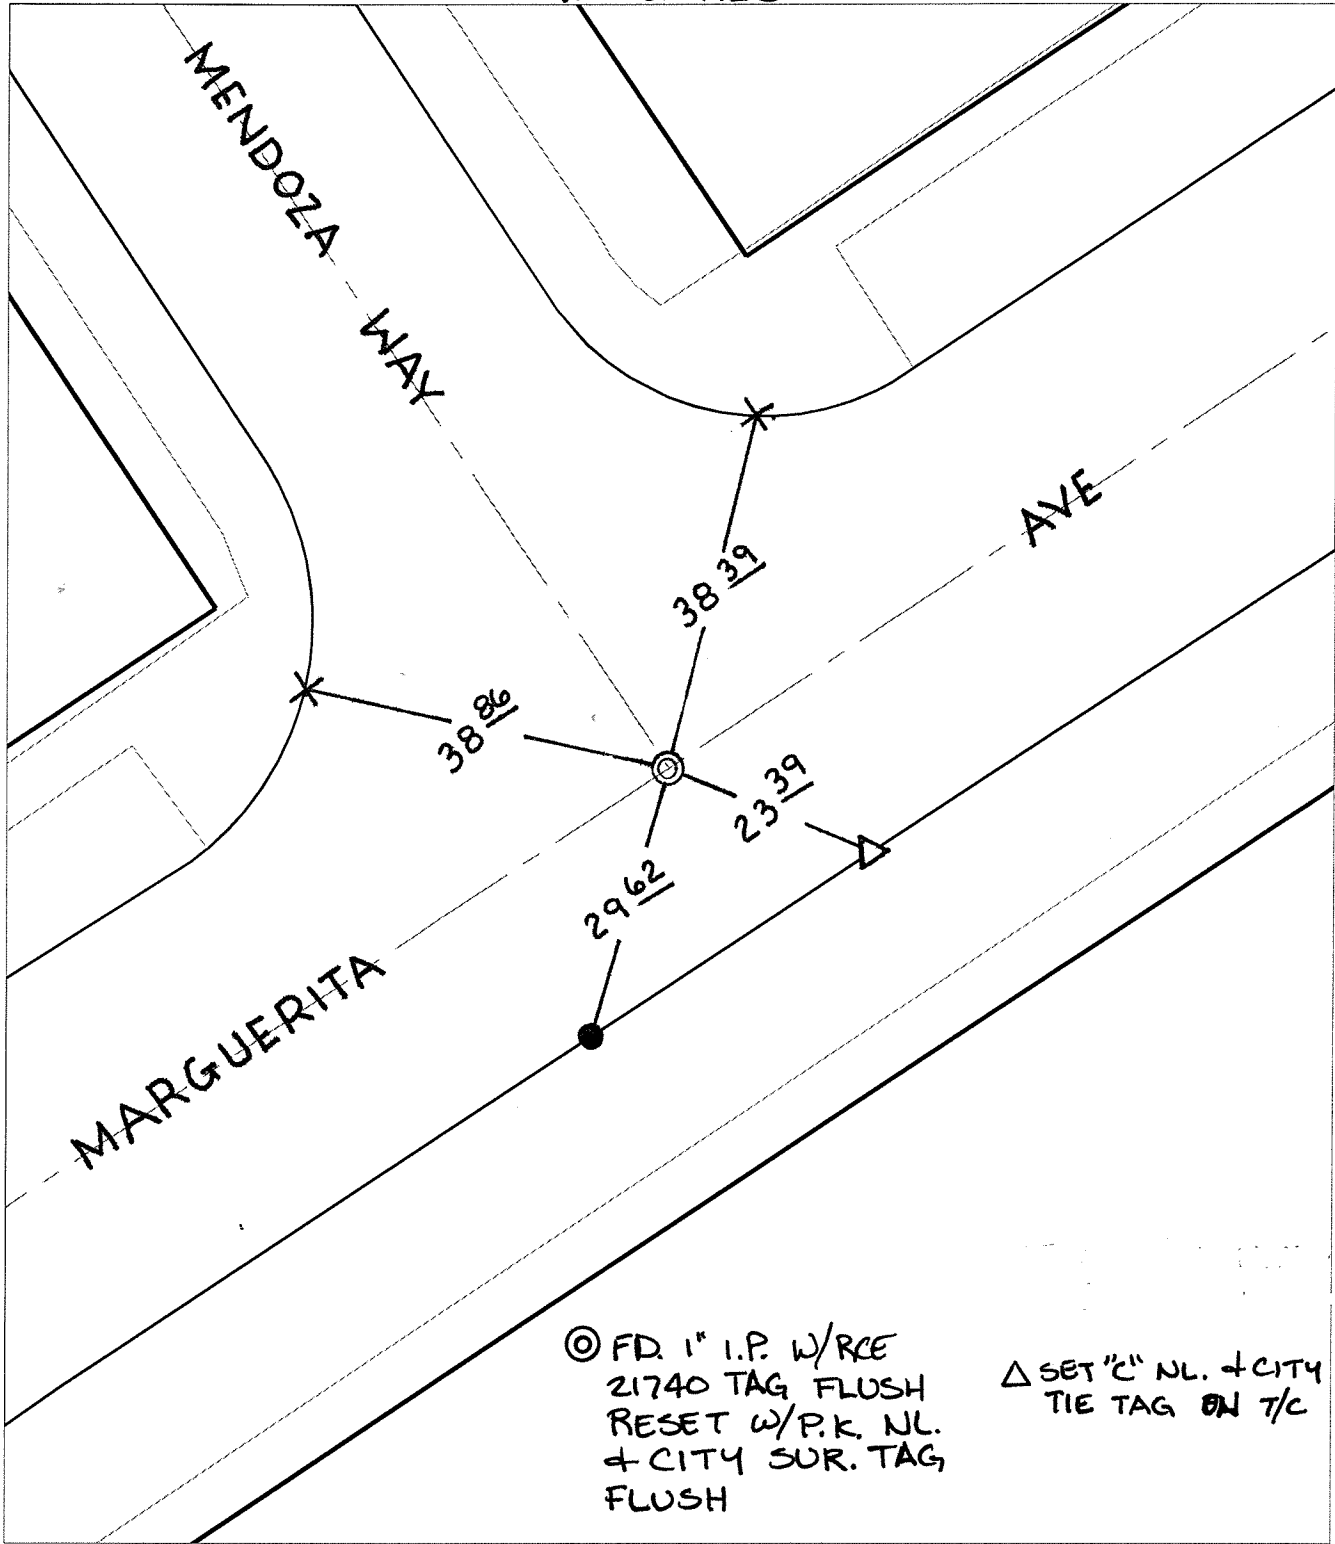 MENDOZA WAY
AVE
38 39
38 86
23 39
29 62
MARGUERITA
FD. 1" I.P. W/RCE
21740 TAG FLUSH
RESET W/P.K. NL.
& CITY SUR. TAG
FLUSH
△ SET "C" NL. & CITY
TIE TAG ON T/C